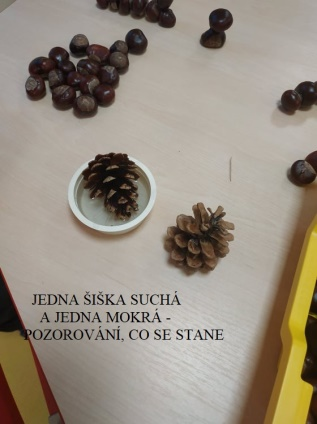 JEDNA ŠIŠKA SUCHÁ
A JEDNA MOKRÁ -
POZOROVÁNÍ, CO SE STANE